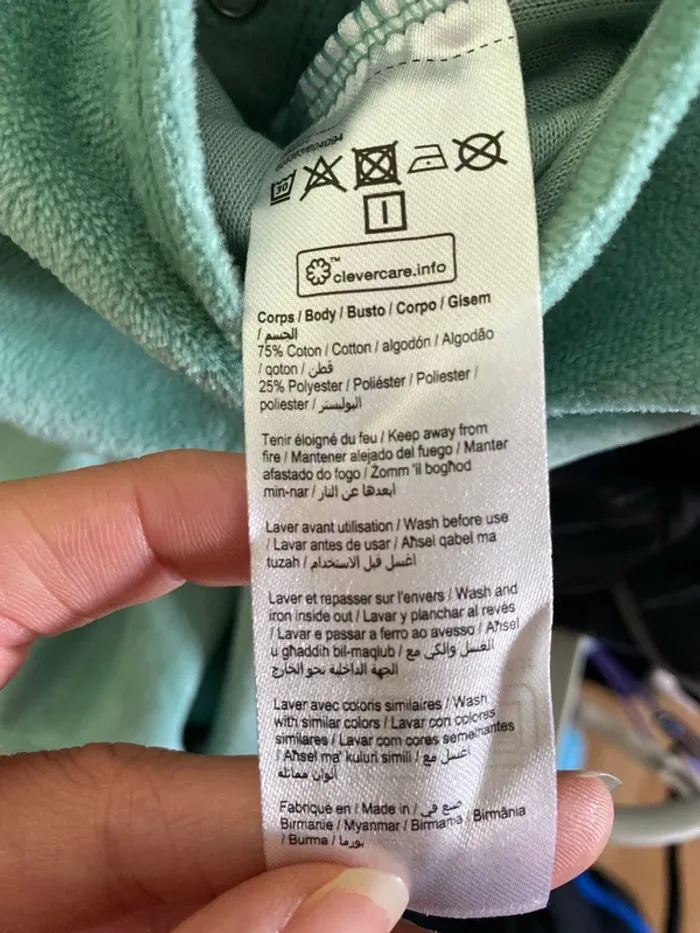 30
clevercare.info
Corps / Body / Busto / Corpo / Gisem
/ الجسم
75% Coton / Cotton / algodón / Algodão
/ qoton / قطن
25% Polyester / Poliéster / Poliester /
poliester / البوليستر
Tenir éloigné du feu / Keep away from
fire / Mantener alejado del fuego / Manter
afastado do fogo / Żomm 'il bogħod
min-nar / ابعدها عن النار
Laver avant utilisation / Wash before use
/ Lavar antes de usar / Aħsel qabel ma
tuzah / اغسل قبل الاستخدام
Laver et repasser sur l'envers / Wash and
iron inside out / Lavar y planchar al revés
/ Lavar e passar a ferro ao avesso / Aħsel
u għaddih bil-maqlub / الغسل والكي مع
الجهة الداخلية نحو الخارج
Laver avec coloris similaires / Wash
with similar colors / Lavar con colores
similares / Lavar com cores semelhantes
/ Aħsel ma' kuluri simili / اغسل مع
ألوان مماثلة
Fabriqué en / Made in / صنع في
Birmanie / Myanmar / Birmania / Birmânia
/ Burma / بورما